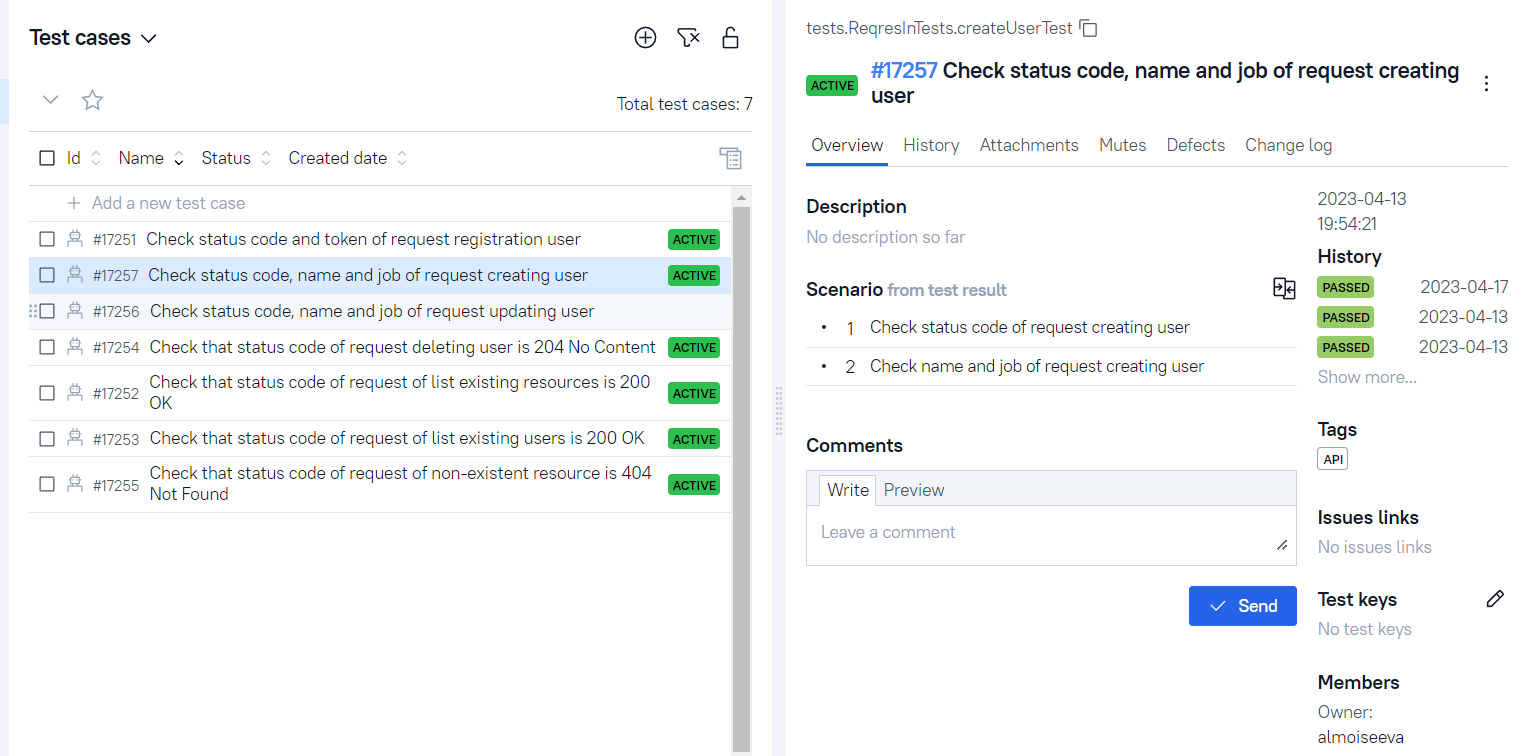 Test cases
Total test cases: 7
Id Name Status Created date
Add a new test case
#17251 Check status code and token of request registration user ACTIVE
#17257 Check status code, name and job of request creating user ACTIVE
#17256 Check status code, name and job of request updating user
#17254 Check that status code of request deleting user is 204 No Content ACTIVE
#17252 Check that status code of request of list existing resources is 200
OK ACTIVE
#17253 Check that status code of request of list existing users is 200 OK ACTIVE
#17255 Check that status code of request of non-existent resource is 404
Not Found ACTIVE
tests.ReqresInTests.createUserTest
ACTIVE #17257 Check status code, name and job of request creating
user
Overview History Attachments Mutes Defects Change log
Description
No description so far
Scenario from test result
• 1 Check status code of request creating user
• 2 Check name and job of request creating user
Comments
Write Preview
Leave a comment
Send
2023-04-13
19:54:21
History
PASSED 2023-04-17
PASSED 2023-04-13
PASSED 2023-04-13
Show more...
Tags
API
Issues links
No issues links
Test keys
No test keys
Members
Owner:
almoiseeva